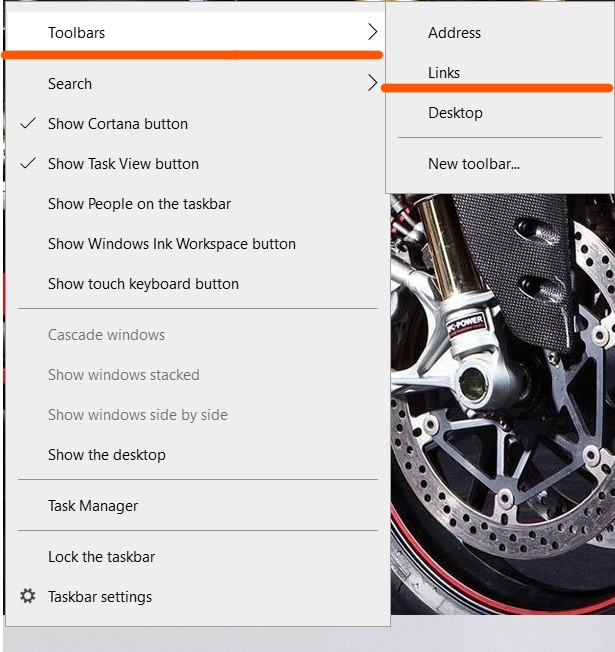 Toolbars
Search
Show Cortana button
Show Task View button
Show People on the taskbar
Show Windows Ink Workspace button
Show touch keyboard button
Cascade windows
Show windows stacked
Show windows side by side
Show the desktop
Task Manager
Lock the taskbar
Taskbar settings
Address
Links
Desktop
New toolbar...
C-POWER